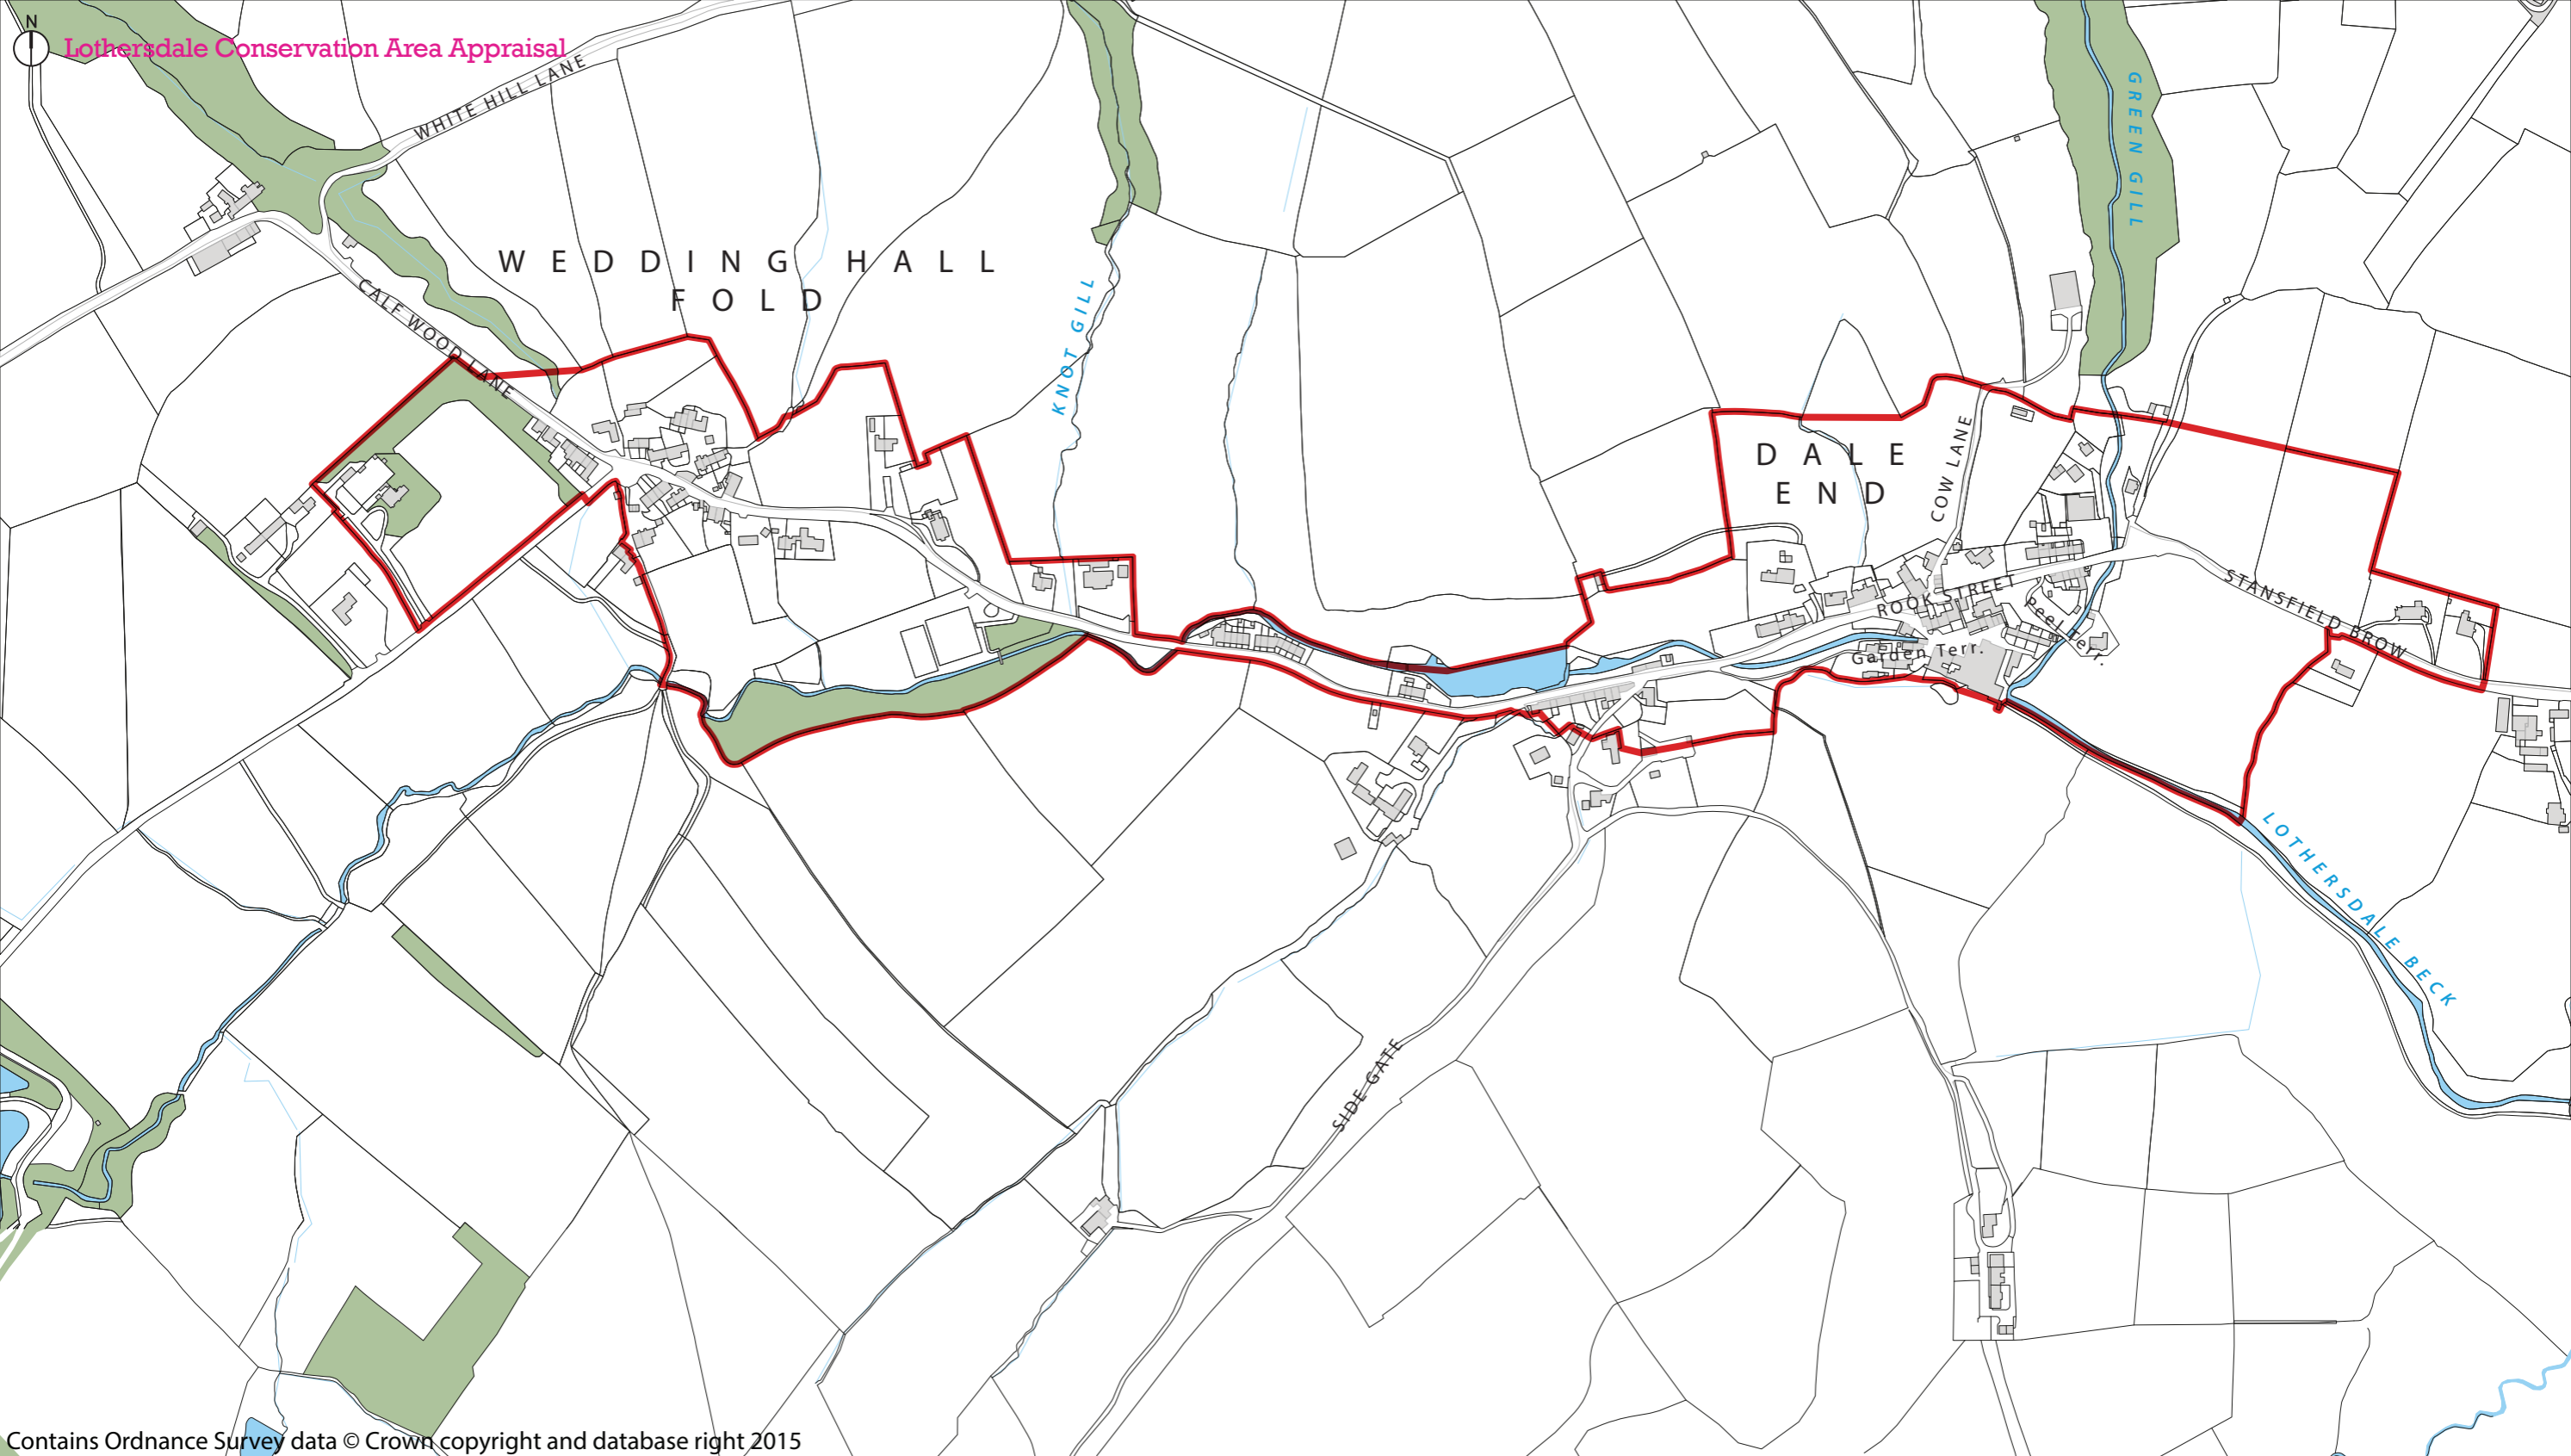 N
Lothersdale Conservation Area Appraisal
WHITE HILL LANE
GREEN GILL
WEDDING HALL
FOLD
CALF WOOD LANE
KNOT GILL
DALE
END
COW LANE
ROOK STREET
Peel Terr.
Garden Terr.
STANSFIELD BROW
LOTHERSDALE BECK
SIDE GATE
Contains Ordnance Survey data © Crown copyright and database right 2015